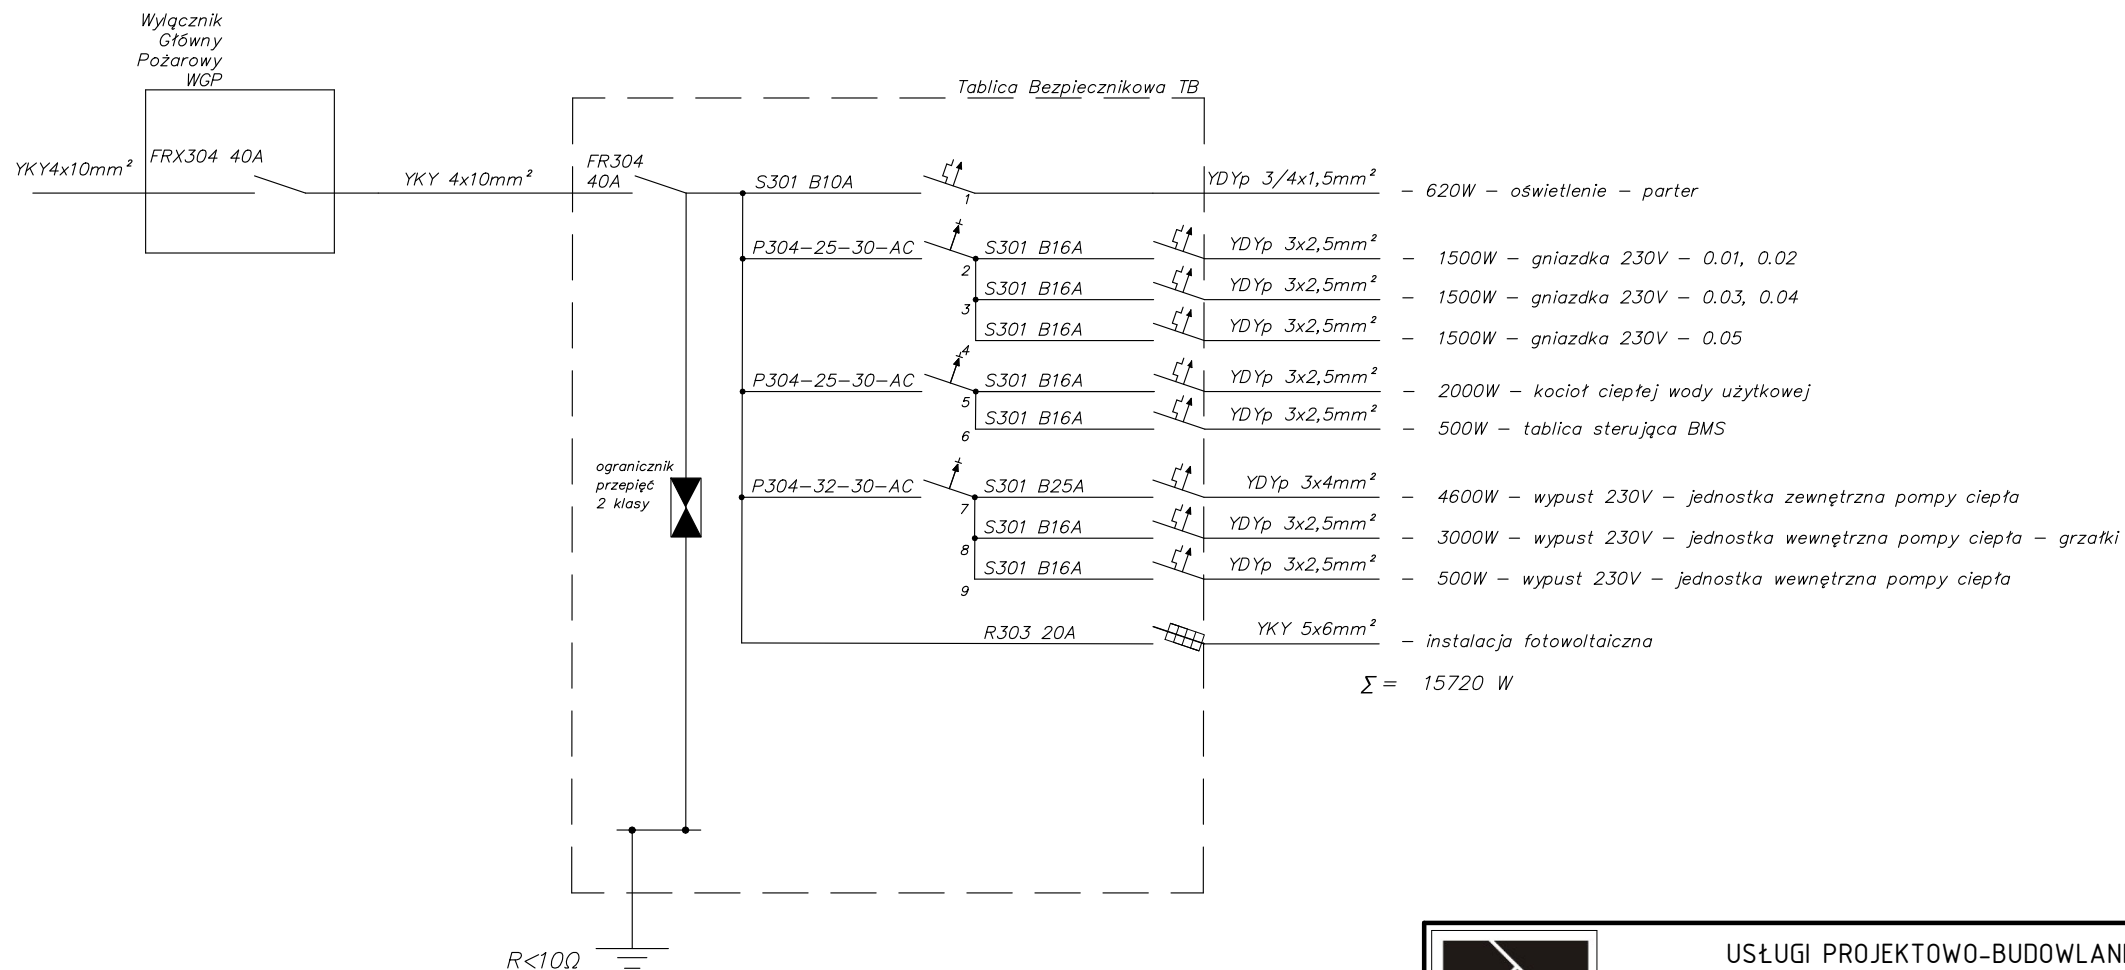 Wyłącznik
Główny
Pożarowy
WGP
Tablica Bezpiecznikowa TB
YKY4x10mm²
FRX304 40A
YKY 4x10mm²
FR304
40A
S301 B10A
1
YDYp 3/4x1,5mm²
- 620W - oświetlenie - parter
P304-25-30-AC
2
S301 B16A
YDYp 3x2,5mm²
- 1500W - gniazdka 230V - 0.01, 0.02
3
S301 B16A
YDYp 3x2,5mm²
- 1500W - gniazdka 230V - 0.03, 0.04
4
S301 B16A
YDYp 3x2,5mm²
- 1500W - gniazdka 230V - 0.05
P304-25-30-AC
5
S301 B16A
YDYp 3x2,5mm²
- 2000W - kocioł ciepłej wody użytkowej
6
S301 B16A
YDYp 3x2,5mm²
- 500W - tablica sterująca BMS
ogranicznik
przepięć
2 klasy
P304-32-30-AC
7
S301 B25A
YDYp 3x4mm²
- 4600W - wypust 230V - jednostka zewnętrzna pompy ciepła
8
S301 B16A
YDYp 3x2,5mm²
- 3000W - wypust 230V - jednostka wewnętrzna pompy ciepła - grzałki
9
S301 B16A
YDYp 3x2,5mm²
- 500W - wypust 230V - jednostka wewnętrzna pompy ciepła
R303 20A
YKY 5x6mm²
- instalacja fotowoltaiczna
Σ = 15720 W
R<10Ω
USŁUGI PROJEKTOWO-BUDOWLAN